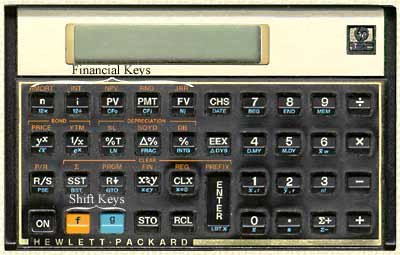 Financial Keys
AMORT INT NPV RND IRR
n i PV PMT FV CHS 7 8 9 ÷
12× 12÷ CFo CFj Nj DATE BEG END MEM
BOND DEPRECIATION
PRICE YTM SL SOYD DB
yˣ 1/x %T Δ% % EEX 4 5 6 ×
√x eˣ LN FRAC INTG ΔDYS D.MY M.DY x̄w
CLEAR
P/R Σ PRGM FIN REG PREFIX
R/S SST R↓ x≷y CLX ENTER 1 2 3 −
PSE BST GTO x≤y x=0 x̂,r ŷ,r n!
Shift Keys
ON f g STO RCL 0 . Σ+ +
LST X x̄ s Σ−
HEWLETT·PACKARD